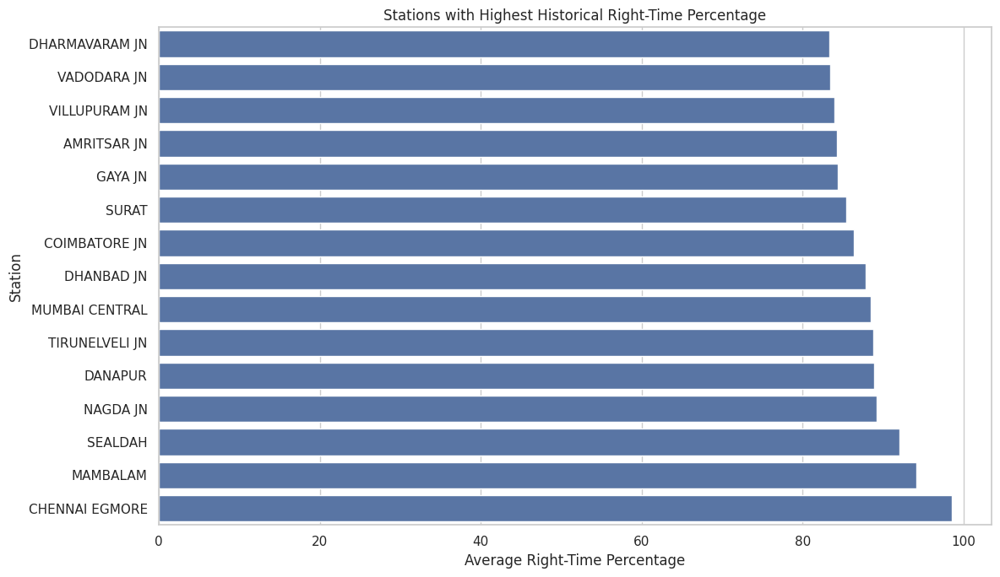 Stations with Highest Historical Right-Time Percentage
DHARMAVARAM JN
VADODARA JN
VILLUPURAM JN
AMRITSAR JN
GAYA JN
SURAT
COIMBATORE JN
DHANBAD JN
MUMBAI CENTRAL
TIRUNELVELI JN
DANAPUR
NAGDA JN
SEALDAH
MAMBALAM
CHENNAI EGMORE
Station
0 20 40 60 80 100
Average Right-Time Percentage